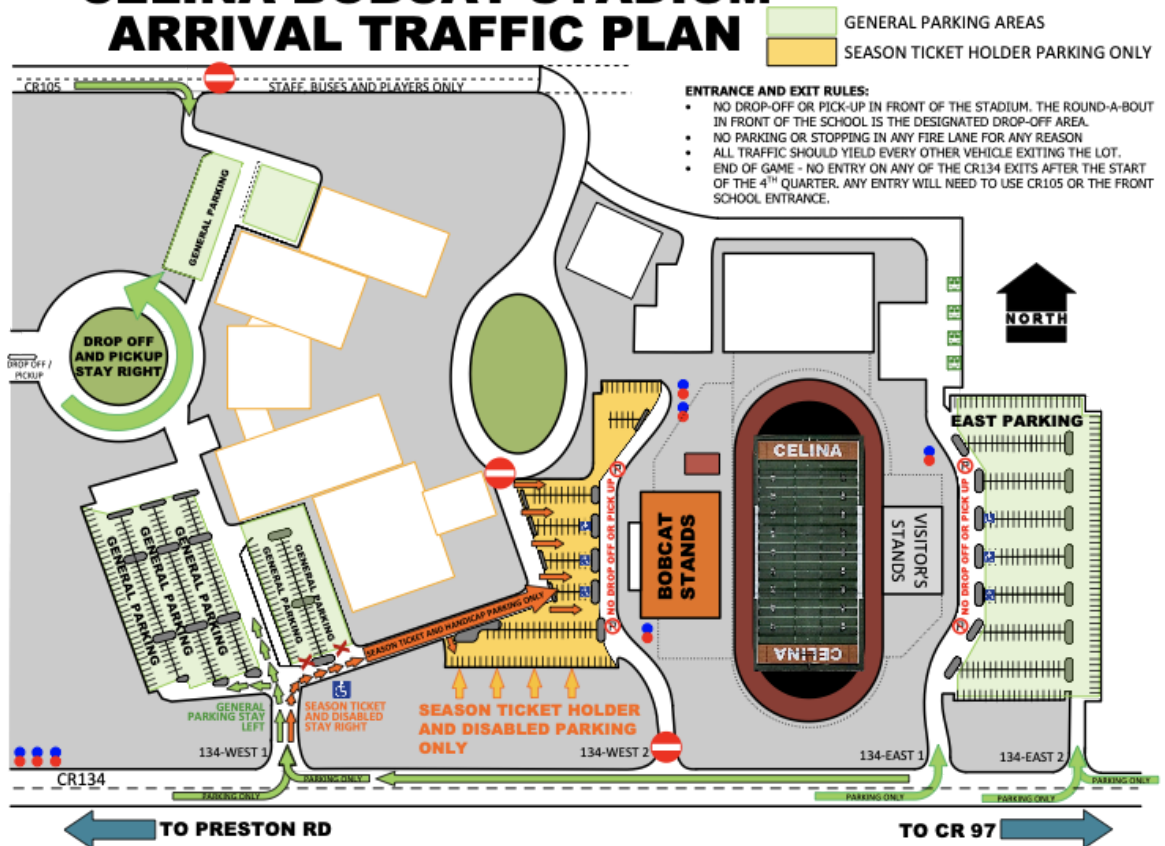 CELINA BOBCAT STADIUM
ARRIVAL TRAFFIC PLAN
GENERAL PARKING AREAS
SEASON TICKET HOLDER PARKING ONLY
CR105
STAFF, BUSES AND PLAYERS ONLY
ENTRANCE AND EXIT RULES:
• NO DROP-OFF OR PICK-UP IN FRONT OF THE STADIUM. THE ROUND-A-BOUT
IN FRONT OF THE SCHOOL IS THE DESIGNATED DROP-OFF AREA.
• NO PARKING OR STOPPING IN ANY FIRE LANE FOR ANY REASON
• ALL TRAFFIC SHOULD YIELD EVERY OTHER VEHICLE EXITING THE LOT.
• END OF GAME - NO ENTRY ON ANY OF THE CR134 EXITS AFTER THE START
OF THE 4TH QUARTER. ANY ENTRY WILL NEED TO USE CR105 OR THE FRONT
SCHOOL ENTRANCE.
GENERAL PARKING
NORTH
DROP OFF
AND PICKUP
STAY RIGHT
DROP OFF /
PICKUP
EAST PARKING
CELINA
NO DROP OFF OR PICK UP
BOBCAT
STANDS
VISITOR'S
STANDS
NO DROP OFF OR PICK UP
GENERAL PARKING
GENERAL PARKING
GENERAL PARKING
GENERAL PARKING
GENERAL PARKING
SEASON TICKET AND HANDICAP PARKING ONLY
CELINA
GENERAL
PARKING STAY
LEFT
SEASON TICKET
AND DISABLED
STAY RIGHT
SEASON TICKET HOLDER
AND DISABLED PARKING
ONLY
134-WEST 1
134-WEST 2
134-EAST 1
134-EAST 2
CR134
PARKING ONLY
PARKING ONLY
PARKING ONLY
PARKING ONLY
PARKING ONLY
TO PRESTON RD
TO CR 97